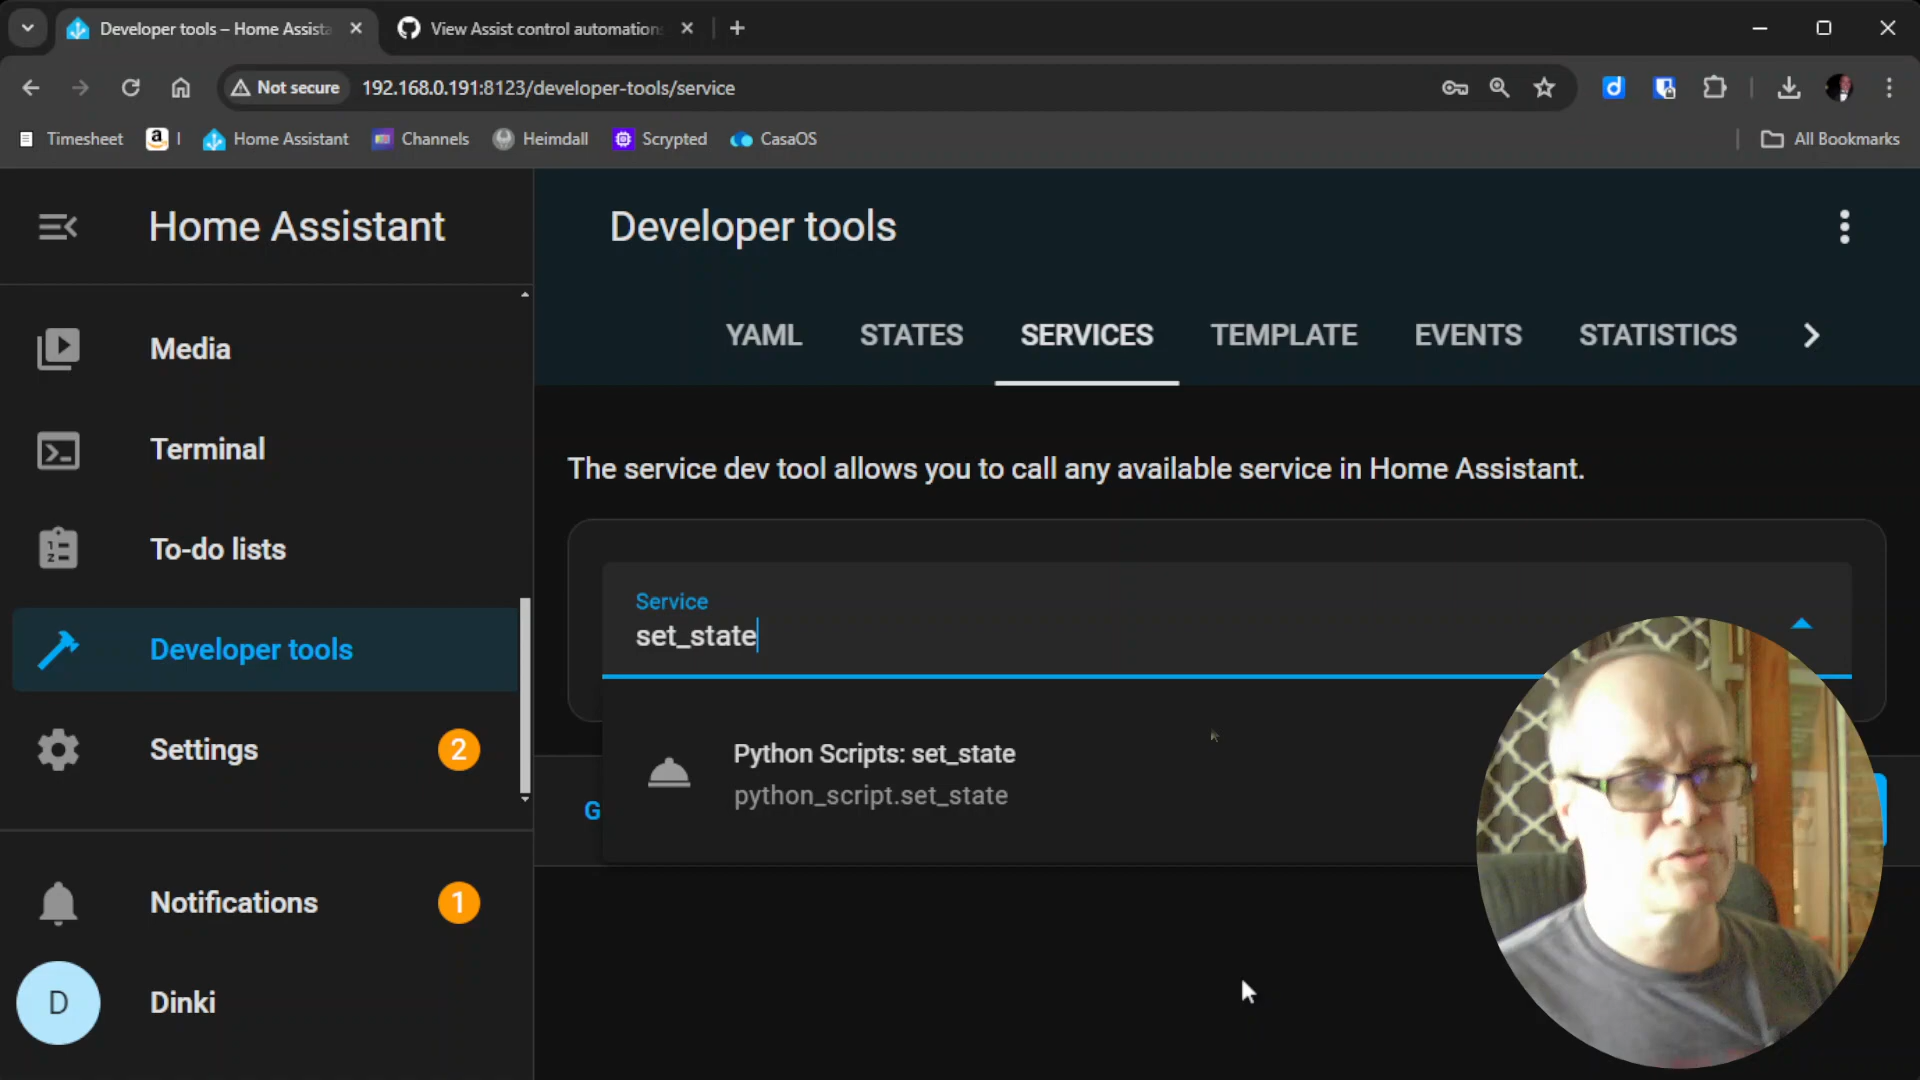 Developer tools – Home Assista
View Assist control automation
Not secure
192.168.0.191:8123/developer-tools/service
Timesheet
a
I
Home Assistant
Channels
Heimdall
Scrypted
CasaOS
All Bookmarks
d
Home Assistant
Developer tools
Media
Terminal
To-do lists
Developer tools
Settings
2
Notifications
1
D
Dinki
YAML
STATES
SERVICES
TEMPLATE
EVENTS
STATISTICS
The service dev tool allows you to call any available service in Home Assistant.
Service
set_state
Python Scripts: set_state
python_script.set_state
G